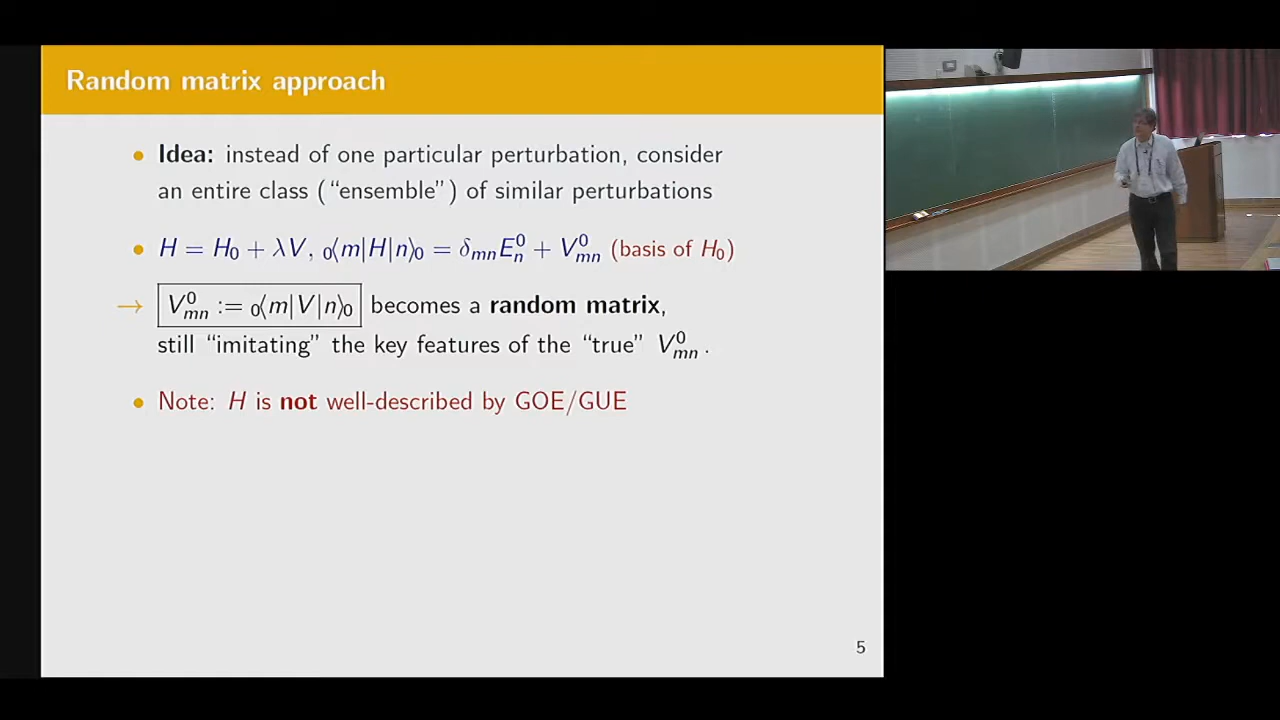 Random matrix approach
• Idea: instead of one particular perturbation, consider
an entire class (“ensemble”) of similar perturbations
• H = H₀ + λV, ₀⟨m|H|n⟩₀ = δₘₙE⁰ₙ + V⁰ₘₙ (basis of H₀)
→ V⁰ₘₙ := ₀⟨m|V|n⟩₀ becomes a random matrix,
still “imitating” the key features of the “true” V⁰ₘₙ .
• Note: H is not well-described by GOE/GUE
5